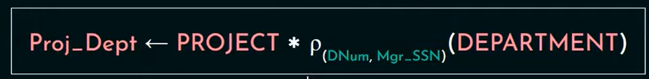 Proj_Dept ← PROJECT * ρ(DNum, Mgr_SSN)(DEPARTMENT)